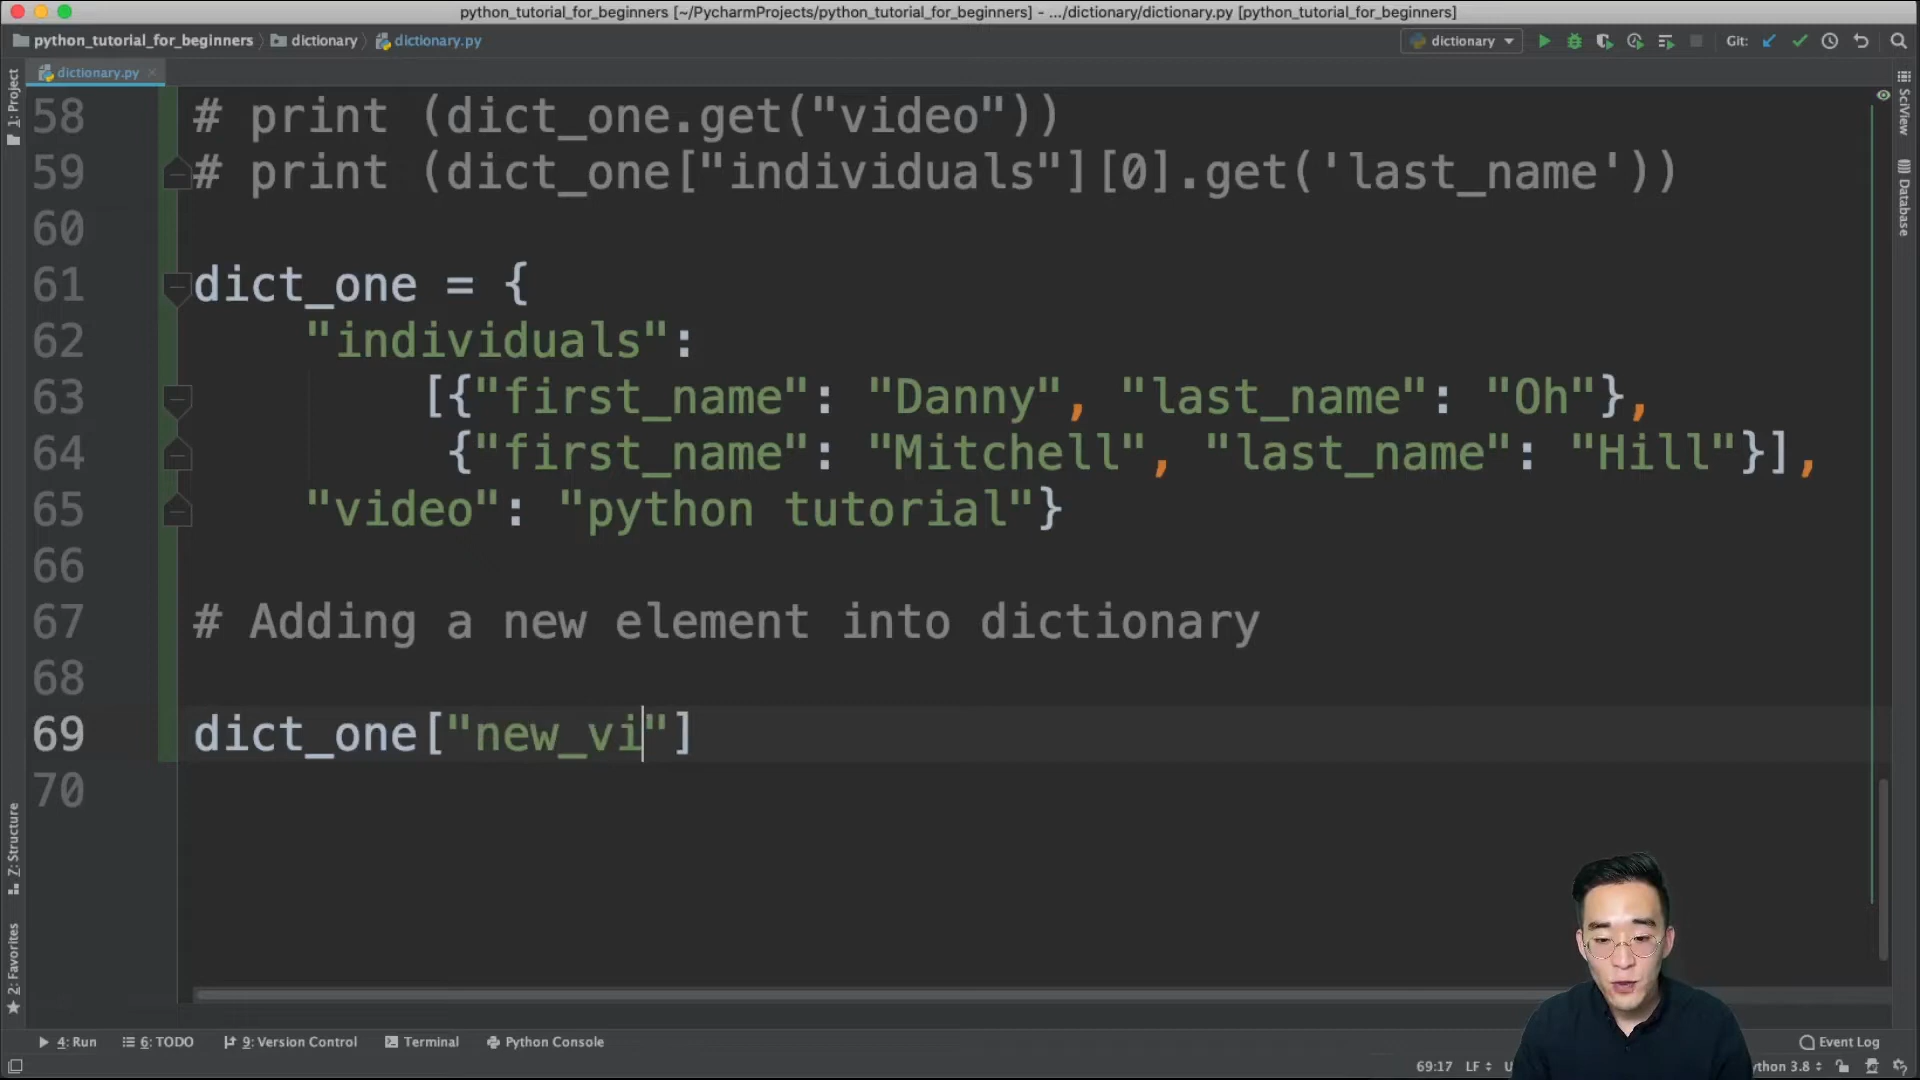 python_tutorial_for_beginners [~/PycharmProjects/python_tutorial_for_beginners] - .../dictionary/dictionary.py [python_tutorial_for_beginners]
python_tutorial_for_beginners dictionary dictionary.py dictionary Git:
dictionary.py
1: Project
SciView
Database
58 # print (dict_one.get("video"))
59 # print (dict_one["individuals"][0].get('last_name'))
60
61 dict_one = {
62 "individuals":
63 [{"first_name": "Danny", "last_name": "Oh"},
64 {"first_name": "Mitchell", "last_name": "Hill"}],
65 "video": "python tutorial"}
66
67 # Adding a new element into dictionary
68
69 dict_one["new_vi"]
70
Z: Structure
2: Favorites
4: Run 6: TODO 9: Version Control Terminal Python Console Event Log
69:17 LF 3.8